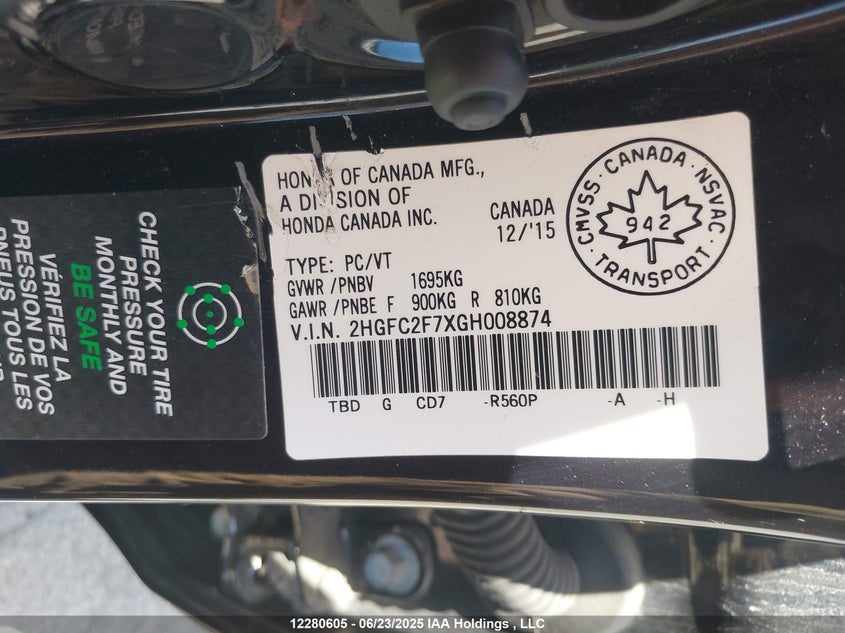 HON OF CANADA MFG.,
A DIVISION OF
HONDA CANADA INC.
CANADA
12/'15
TYPE: PC/VT
GVWR /PNBV 1695KG
GAWR /PNBE F 900KG R 810KG
V.I.N. 2HGFC2F7XGH008874
TBD G CD7 -R560P -A -H
CMVSS · CANADA · NSVAC
942
TRANSPORT
CHECK YOUR TIRE
PRESSURE
MONTHLY AND
BE SAFE
VÉRIFIEZ LA
PRESSION DE VOS
PNEUS TOUS LES
12280605 - 06/23/2025 IAA Holdings , LLC